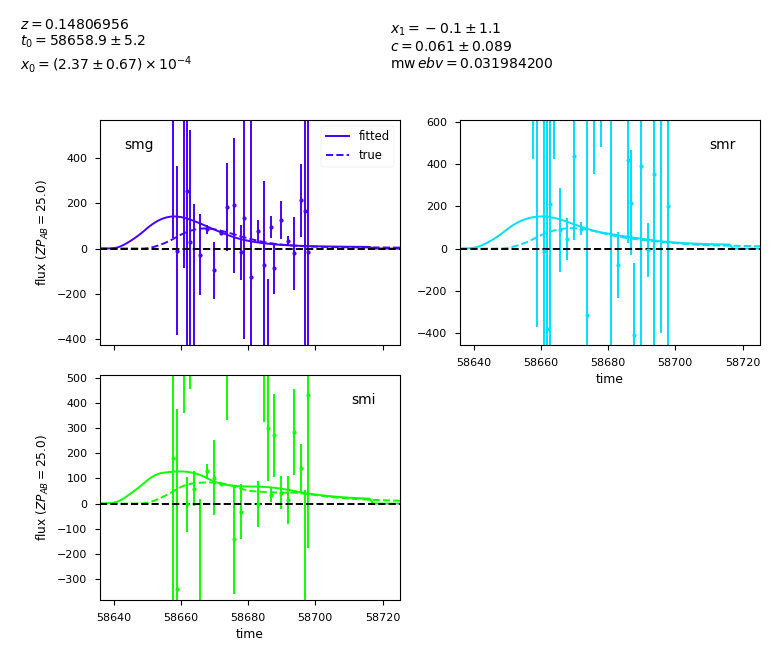 z = 0.14806956
t₀ = 58658.9 ± 5.2
x₀ = (2.37 ± 0.67) × 10⁻⁴
x₁ = −0.1 ± 1.1
c = 0.061 ± 0.089
mw ebv = 0.031984200
smg
fitted
true
400
200
0
−200
−400
flux (ZP_AB = 25.0)
smr
600
400
200
0
−200
−400
58640 58660 58680 58700 58720
time
smi
500
400
300
200
100
0
−100
−200
−300
flux (ZP_AB = 25.0)
58640 58660 58680 58700 58720
time